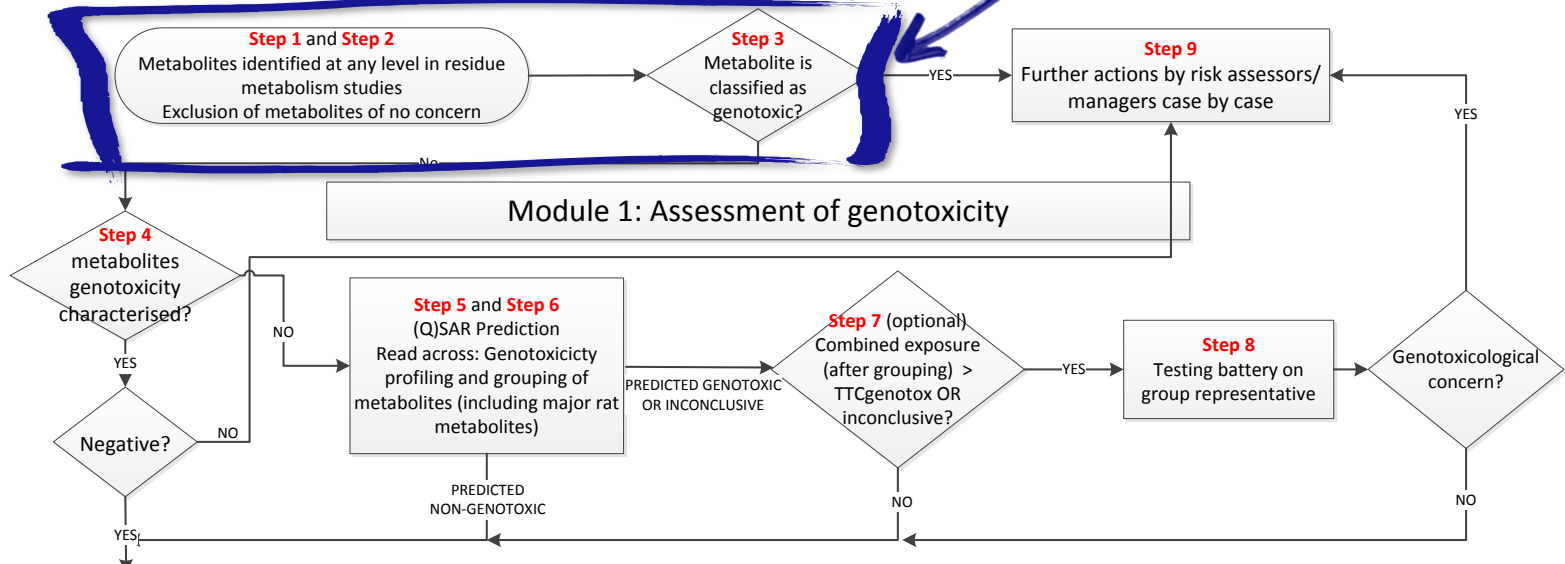 Step 1 and Step 2
Metabolites identified at any level in residue
metabolism studies
Exclusion of metabolites of no concern
Step 3
Metabolite is
classified as
genotoxic?
YES
Step 9
Further actions by risk assessors/
managers case by case
YES
No
Module 1: Assessment of genotoxicity
Step 4
metabolites
genotoxicity
characterised?
NO
YES
Negative?
NO
YES
Step 5 and Step 6
(Q)SAR Prediction
Read across: Genotoxicicty
profiling and grouping of
metabolites (including major rat
metabolites)
PREDICTED GENOTOXIC
OR INCONCLUSIVE
PREDICTED
NON-GENOTOXIC
Step 7 (optional)
Combined exposure
(after grouping) >
TTCgenotox OR
inconclusive?
YES
NO
Step 8
Testing battery on
group representative
Genotoxicological
concern?
NO